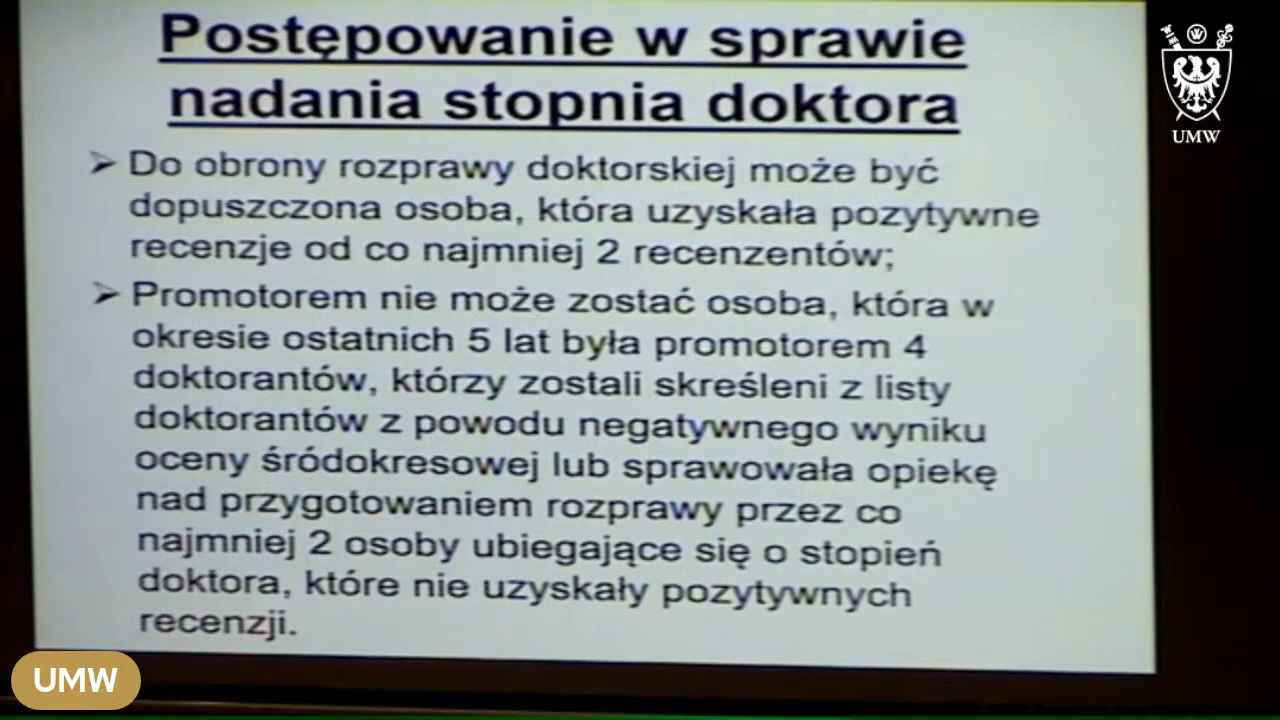 Postępowanie w sprawie
nadania stopnia doktora
➢ Do obrony rozprawy doktorskiej może być
dopuszczona osoba, która uzyskała pozytywne
recenzje od co najmniej 2 recenzentów;
➢ Promotorem nie może zostać osoba, która w
okresie ostatnich 5 lat była promotorem 4
doktorantów, którzy zostali skreśleni z listy
doktorantów z powodu negatywnego wyniku
oceny śródokresowej lub sprawowała opiekę
nad przygotowaniem rozprawy przez co
najmniej 2 osoby ubiegające się o stopień
doktora, które nie uzyskały pozytywnych
recenzji.
UMW
UMW